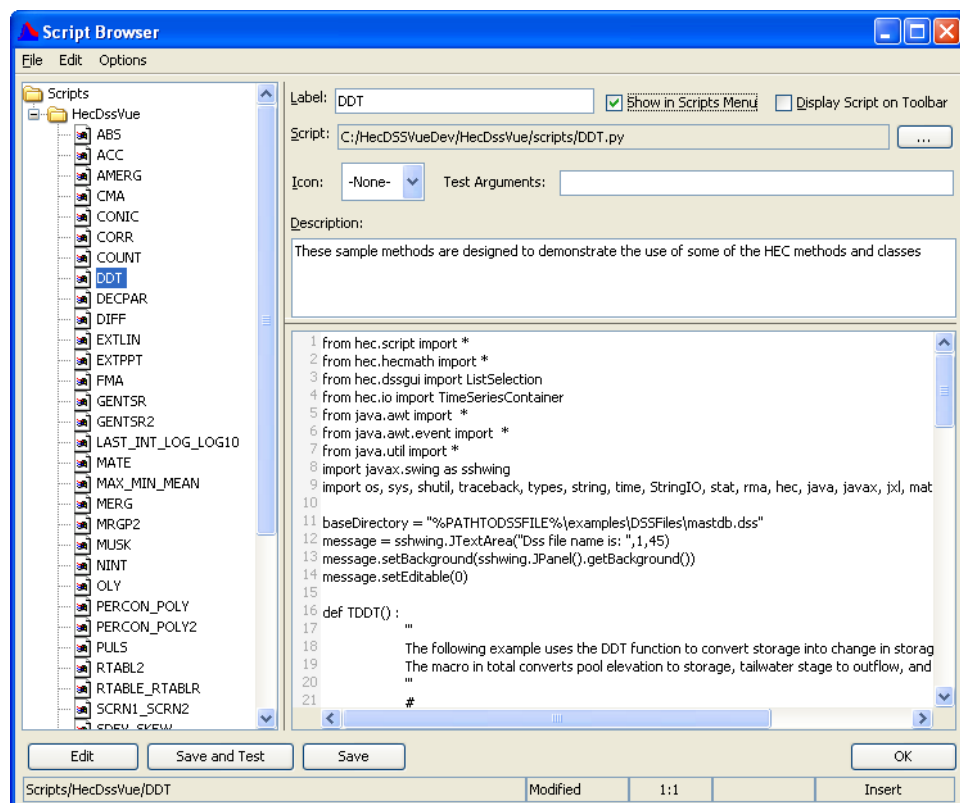 Script Browser
File Edit Options
Scripts
HecDssVue
ABS
ACC
AMERG
CMA
CONIC
CORR
COUNT
DDT
DECPAR
DIFF
EXTLIN
EXTPPT
FMA
GENTSR
GENTSR2
LAST_INT_LOG_LOG10
MATE
MAX_MIN_MEAN
MERG
MRGP2
MUSK
NINT
OLY
PERCON_POLY
PERCON_POLY2
PULS
RTABL2
RTABLE_RTABLR
SCRN1_SCRN2
SDEV_SKEW
Label: DDT Show in Scripts Menu Display Script on Toolbar
Script: C:/HecDSSVueDev/HecDssVue/scripts/DDT.py ...
Icon: -None- Test Arguments:
Description:
These sample methods are designed to demonstrate the use of some of the HEC methods and classes
1 from hec.script import *
2 from hec.hecmath import *
3 from hec.dssgui import ListSelection
4 from hec.io import TimeSeriesContainer
5 from java.awt import *
6 from java.awt.event import *
7 from java.util import *
8 import javax.swing as sshwing
9 import os, sys, shutil, traceback, types, string, time, StringIO, stat, rma, hec, java, javax, jxl, mat
10
11 baseDirectory = "%PATHTODSSFILE%\examples\DSSFiles\mastdb.dss"
12 message = sshwing.JTextArea("Dss file name is: ",1,45)
13 message.setBackground(sshwing.JPanel().getBackground())
14 message.setEditable(0)
15
16 def TDDT() :
17 '''
18 The following example uses the DDT function to convert storage into change in storag
19 The macro in total converts pool elevation to storage, tailwater stage to outflow, and
20 '''
21 #
Edit Save and Test Save OK
Scripts/HecDssVue/DDT Modified 1:1 Insert